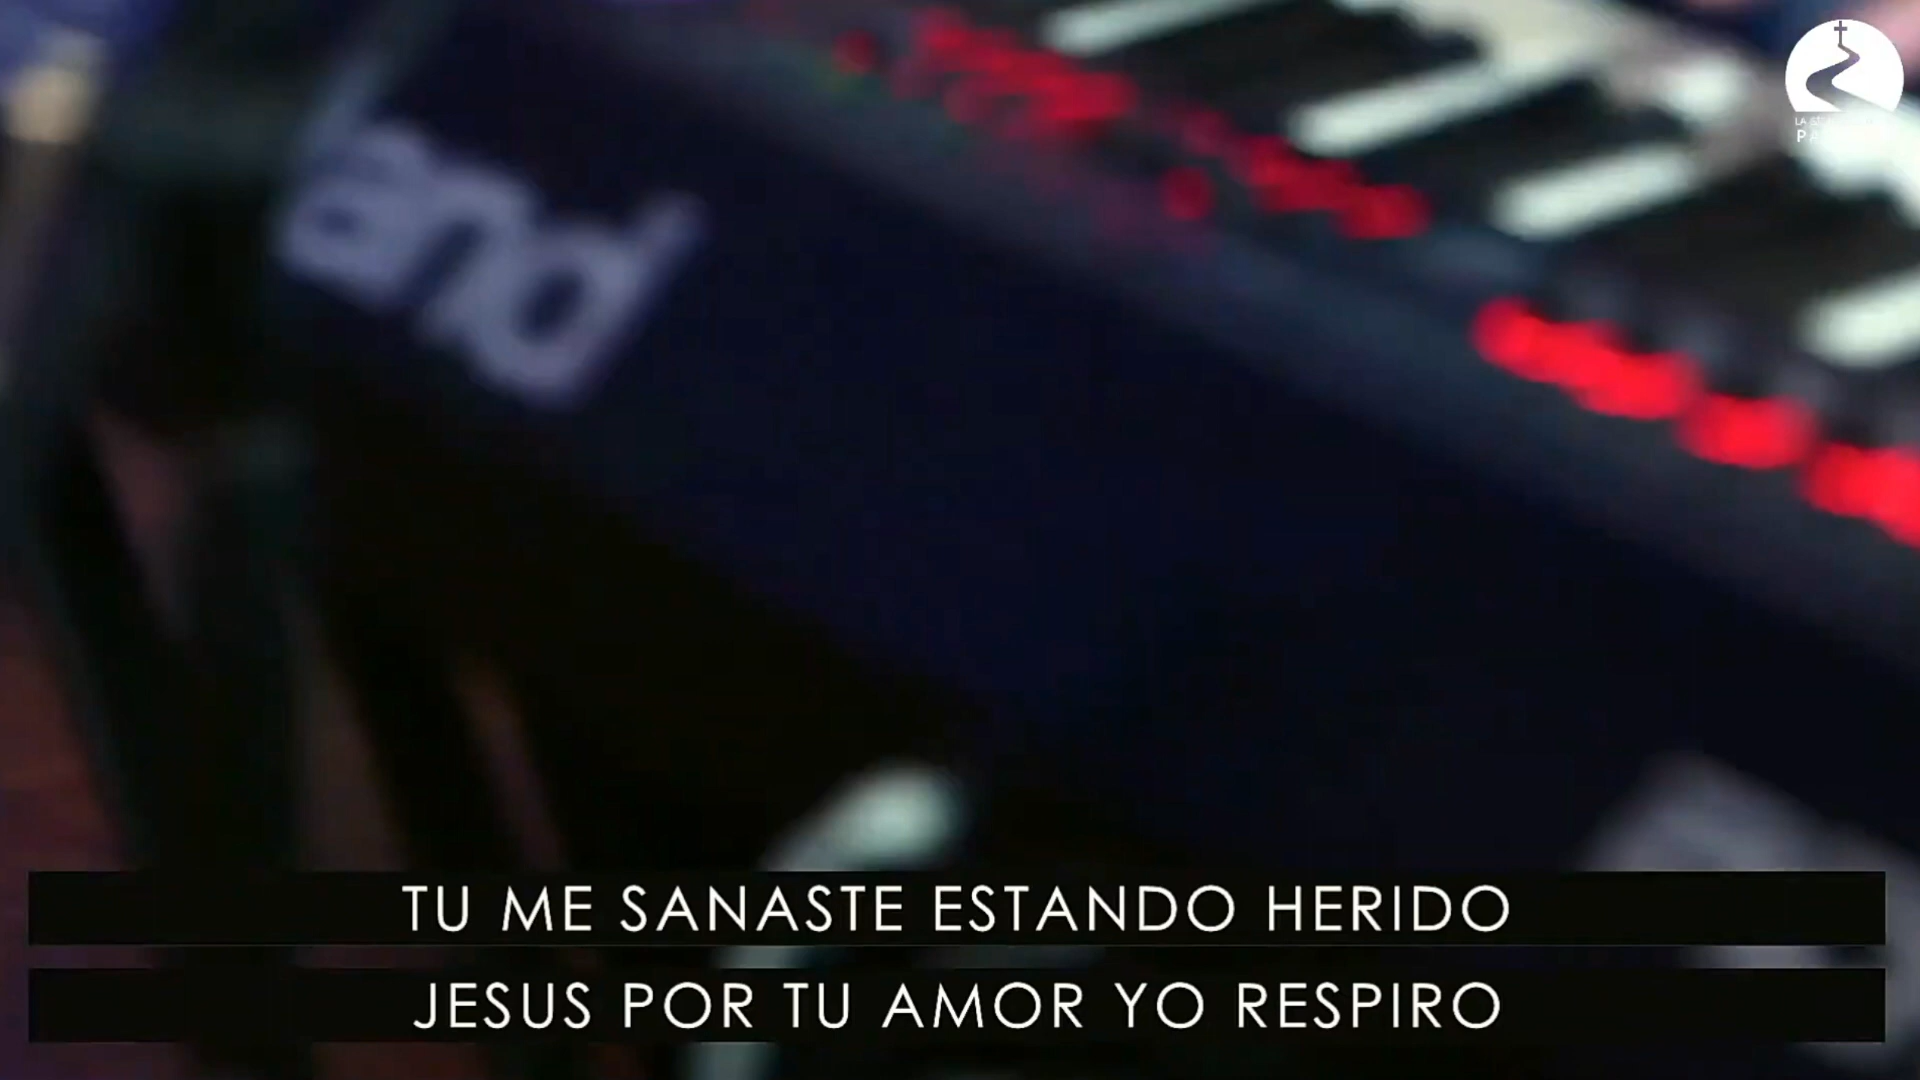 TU ME SANASTE ESTANDO HERIDO
JESUS POR TU AMOR YO RESPIRO